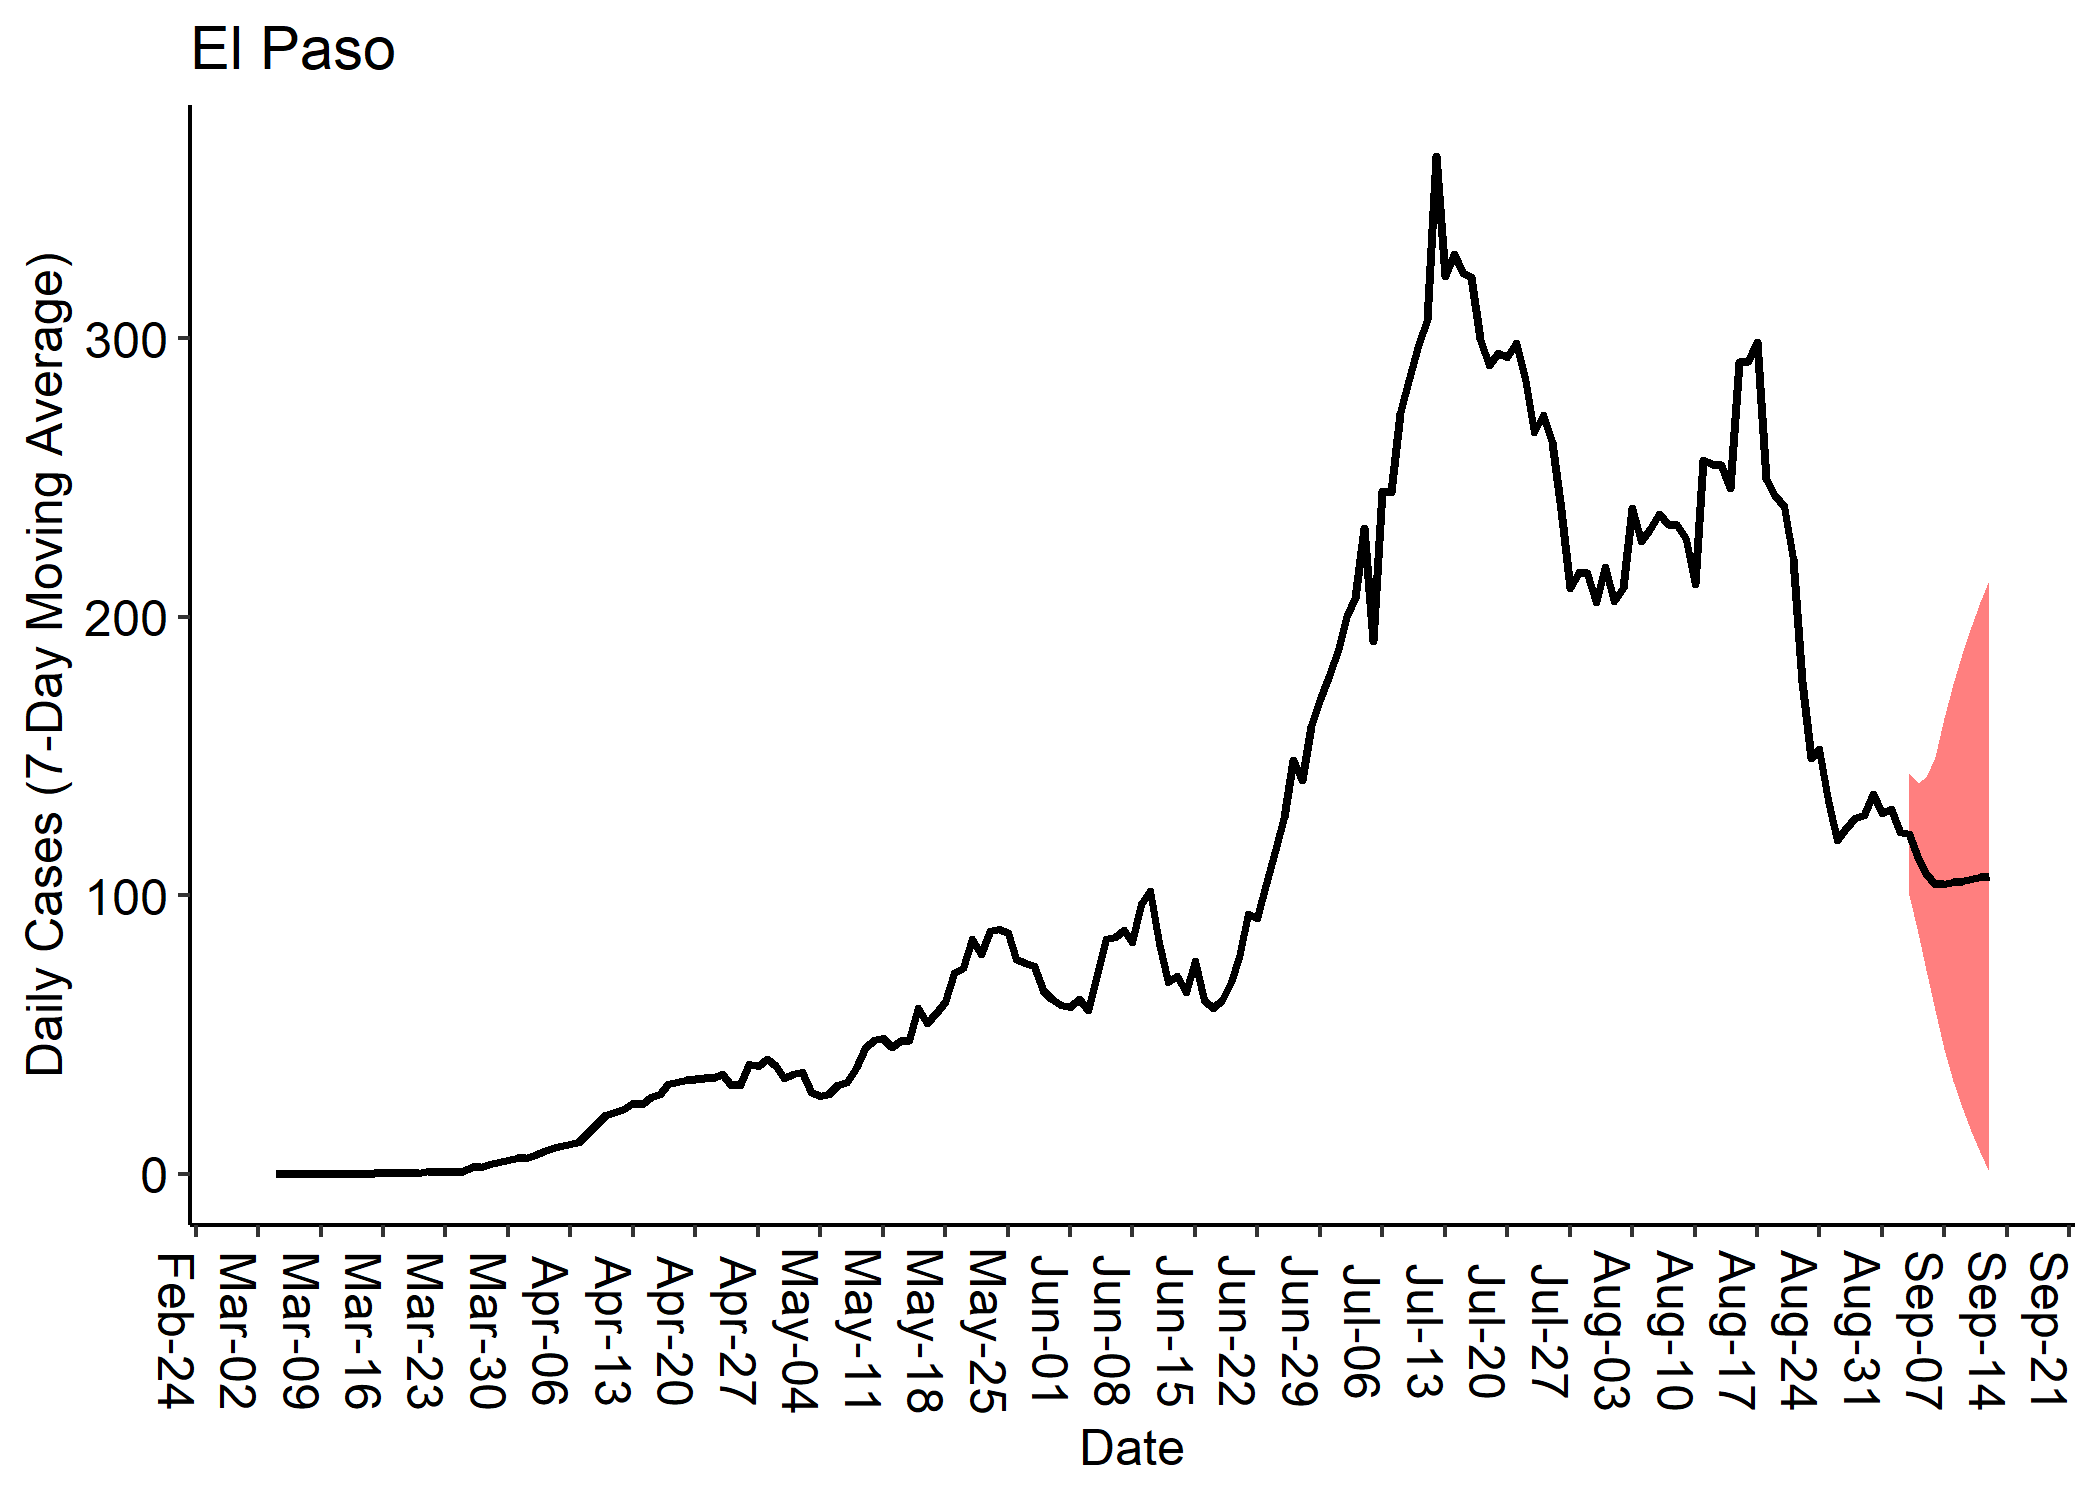 El Paso
Daily Cases (7-Day Moving Average)
300
200
100
0
Feb-24
Mar-02
Mar-09
Mar-16
Mar-23
Mar-30
Apr-06
Apr-13
Apr-20
Apr-27
May-04
May-11
May-18
May-25
Jun-01
Jun-08
Jun-15
Jun-22
Jun-29
Jul-06
Jul-13
Jul-20
Jul-27
Aug-03
Aug-10
Aug-17
Aug-24
Aug-31
Sep-07
Sep-14
Sep-21
Date